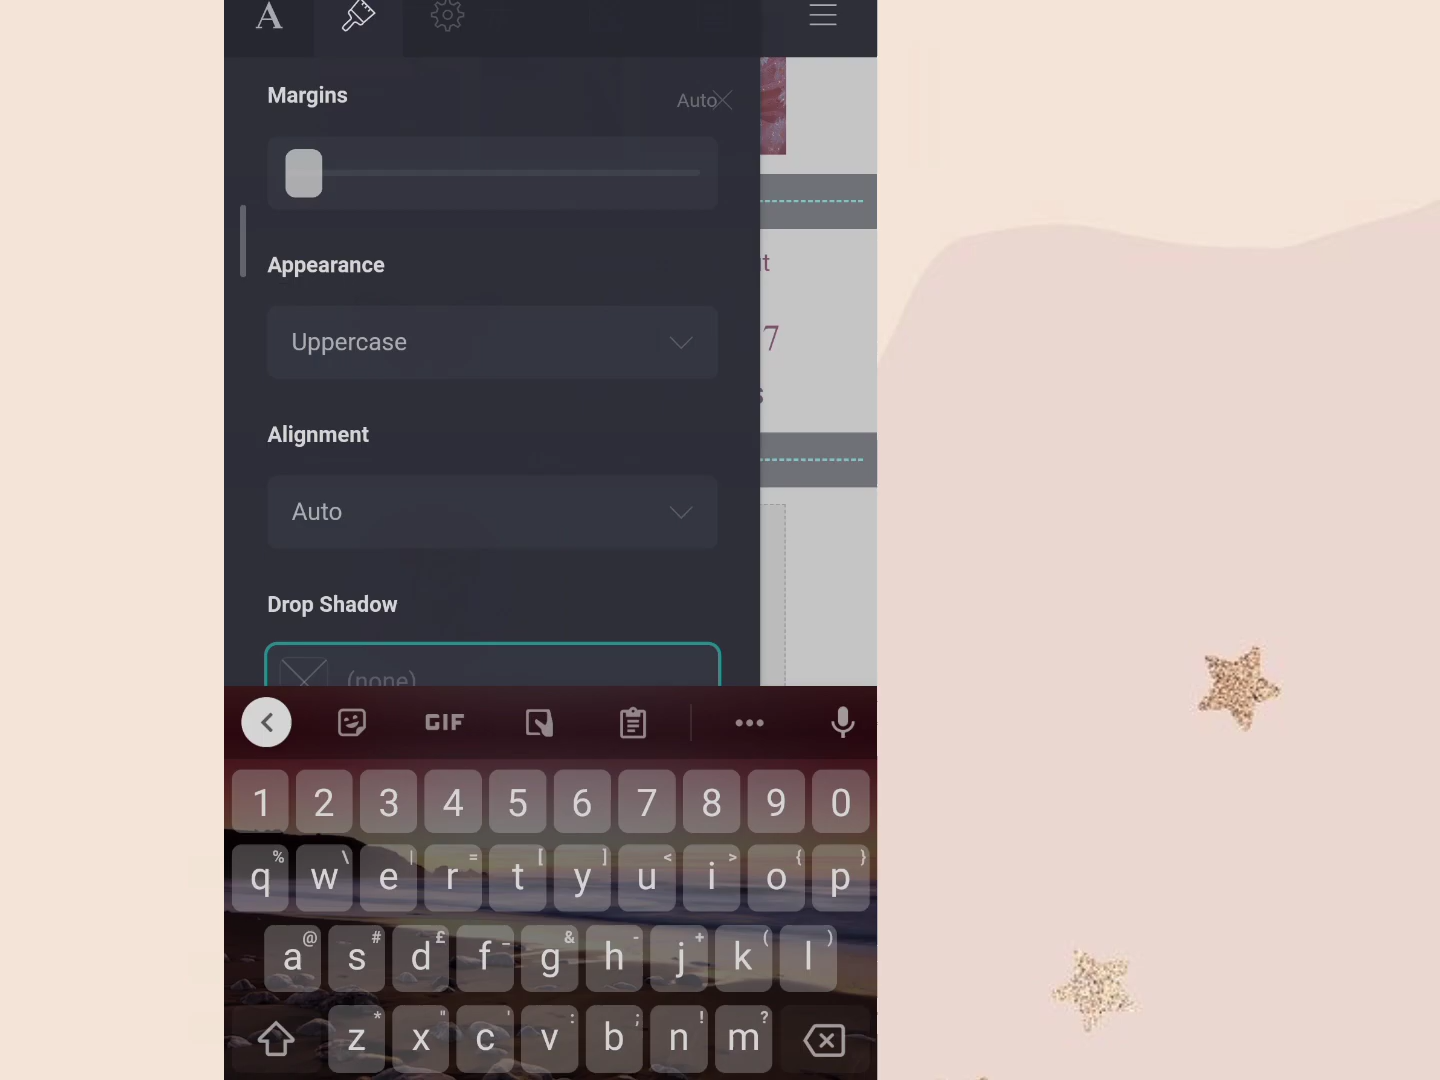 A
Margins
Auto
Appearance
Uppercase
7
Alignment
Auto
s
Drop Shadow
(none)
GIF
1 2 3 4 5 6 7 8 9 0
% \ | = [ ] < > { }
q w e r t y u i o p
@ # £ _ & - + ( )
a s d f g h j k l
* " ' : ; ! ?
z x c v b n m